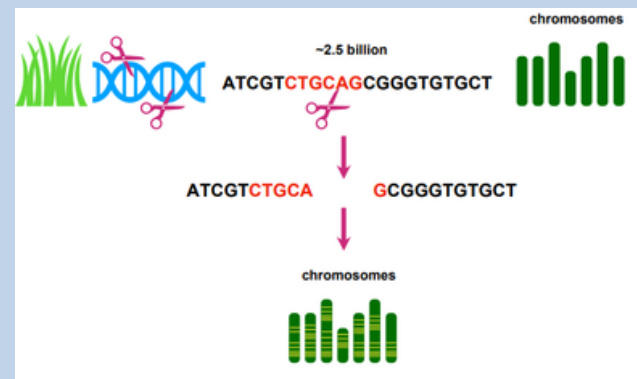 chromosomes
~2.5 billion
ATCGTCTGCAGCGGGTGTGCT
ATCGTCTGCA GCGGGTGTGCT
chromosomes